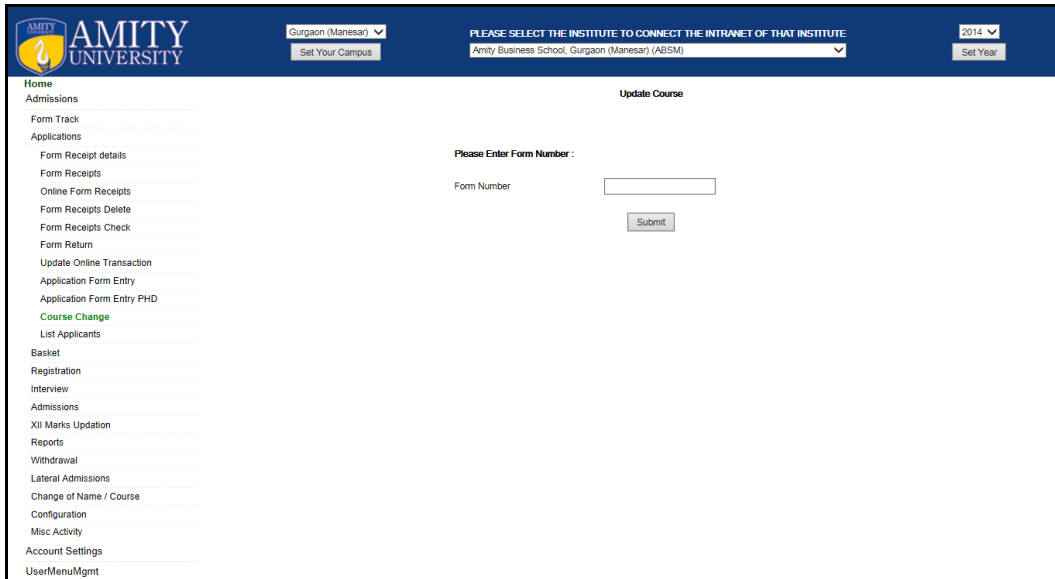 AMITY
AMITY
UNIVERSITY
Gurgaon (Manesar)
Set Your Campus
PLEASE SELECT THE INSTITUTE TO CONNECT THE INTRANET OF THAT INSTITUTE
Amity Business School, Gurgaon (Manesar) (ABSM)
2014
Set Year
Home
Admissions
Form Track
Applications
Form Receipt details
Form Receipts
Online Form Receipts
Form Receipts Delete
Form Receipts Check
Form Return
Update Online Transaction
Application Form Entry
Application Form Entry PHD
Course Change
List Applicants
Basket
Registration
Interview
Admissions
XII Marks Updation
Reports
Withdrawal
Lateral Admissions
Change of Name / Course
Configuration
Misc Activity
Account Settings
UserMenuMgmt
Update Course
Please Enter Form Number :
Form Number
Submit